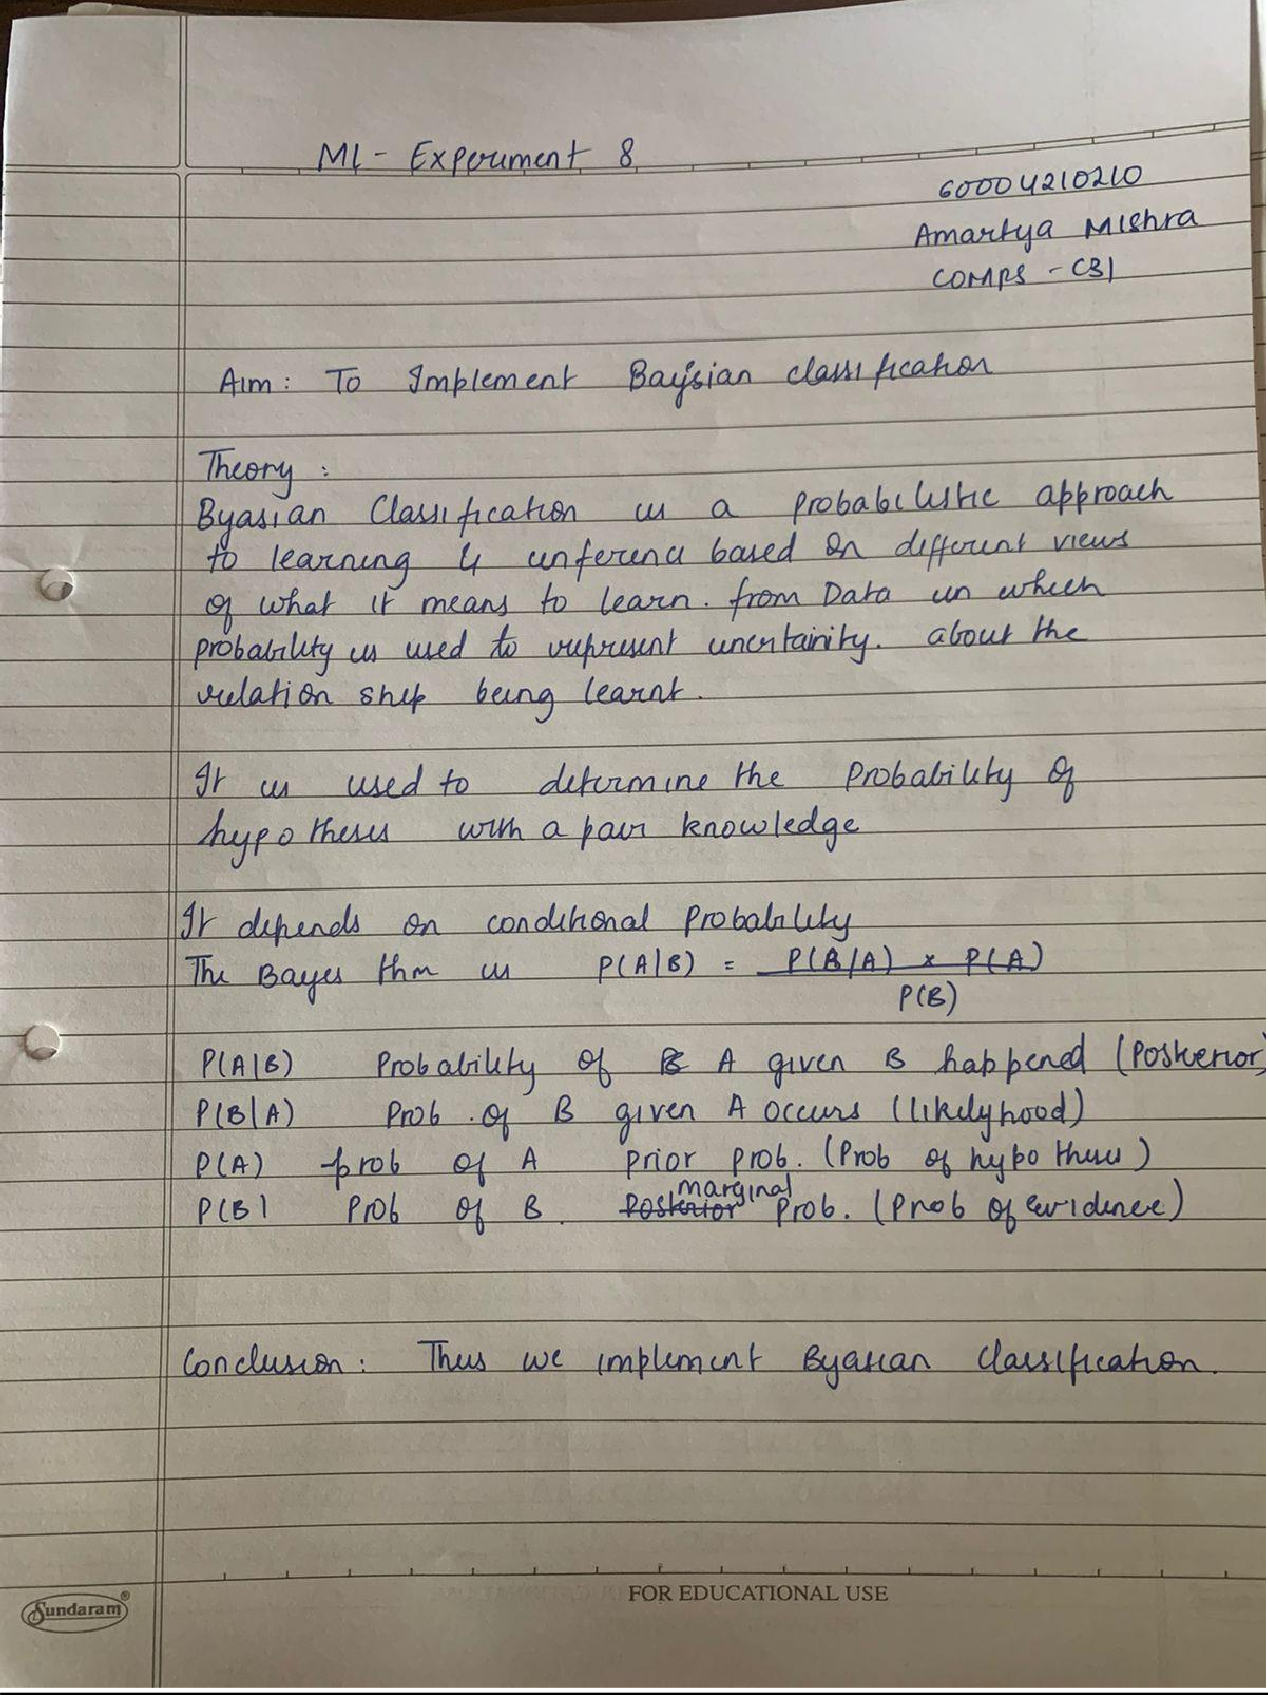 ML - Experiment 8
60004210210
Amartya Mishra
COMPS - C31
Aim: To Implement Baysian classification
Theory :
Byasian Classification is a probabilistic approach
to learning & inference based on different views
of what it means to learn. from Data in which
probability is used to represent uncertainity. about the
relation ship being learnt.
It is used to determine the Probability of
hypothesis with a pair knowledge
It depends on conditional Probability
The Bayes thm is P(A|B) = P(B/A) x P(A)
P(B)
P(A|B) Probability of A given B happened (Posterior)
P(B|A) Prob. of B given A occurs (likelyhood)
P(A) prob of A prior prob. (Prob of hypothesis)
marginal
P(B) Prob of B. Posterior Prob. (Prob of Evidence)
Conclusion: Thus we implement Byasian Classification.
FOR EDUCATIONAL USE
Sundaram®